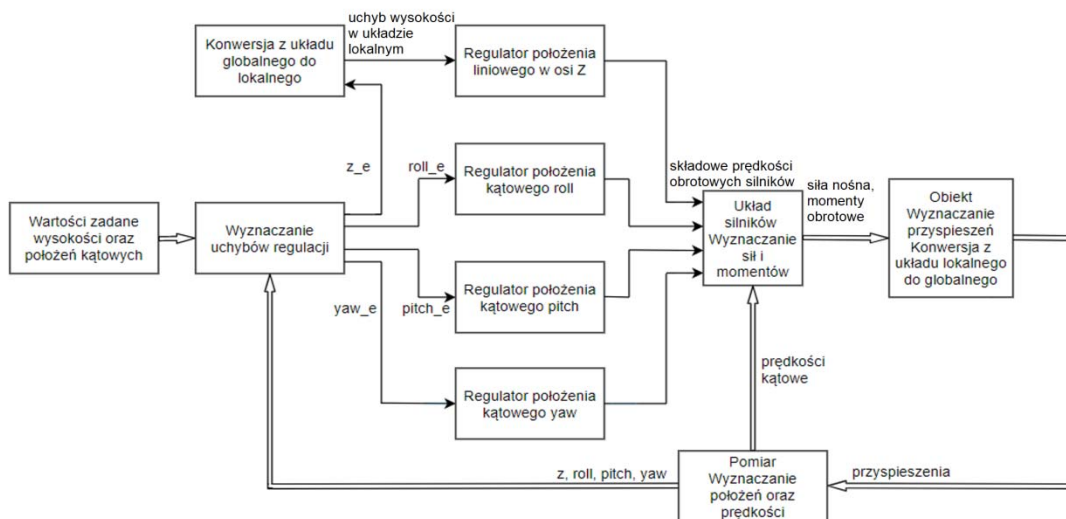 uchyb wysokości
w układzie
lokalnym
Konwersja z układu
globalnego do
lokalnego
Regulator położenia
liniowego w osi Z
z_e
roll_e
Regulator położenia
kątowego roll
składowe prędkości
obrotowych silników
siła nośna,
momenty
obrotowe
Wartości zadane
wysokości oraz
położeń kątowych
Wyznaczanie
uchybów regulacji
Układ
silników
Wyznaczanie
sił i
momentów
Obiekt
Wyznaczanie
przyspieszeń
Konwersja z
układu lokalnego
do globalnego
yaw_e
pitch_e
Regulator położenia
kątowego pitch
prędkości
kątowe
Regulator położenia
kątowego yaw
z, roll, pitch, yaw
Pomiar
Wyznaczanie
położeń oraz
prędkości
przyspieszenia